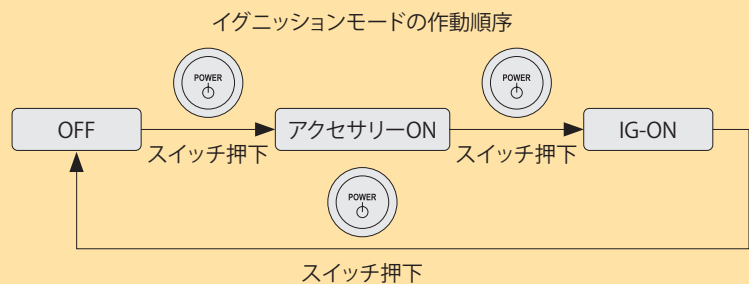 イグニッションモードの作動順序
POWER
POWER
OFF
アクセサリーON
IG-ON
スイッチ押下
スイッチ押下
POWER
スイッチ押下